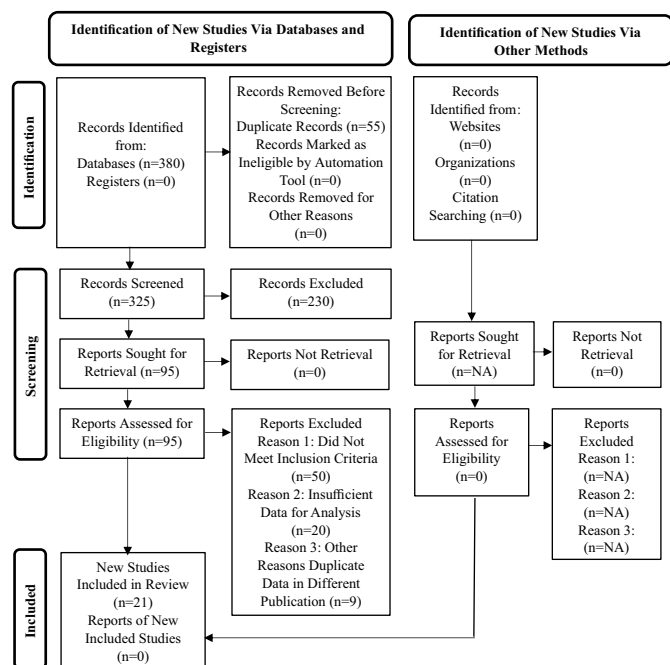 Identification of New Studies Via Databases and
Registers
Identification of New Studies Via
Other Methods
Identification
Records Identified
from:
Databases (n=380)
Registers (n=0)
Records Removed Before
Screening:
Duplicate Records (n=55)
Records Marked as
Ineligible by Automation
Tool (n=0)
Records Removed for
Other Reasons
(n=0)
Records
Identified from:
Websites
(n=0)
Organizations
(n=0)
Citation
Searching (n=0)
Screening
Records Screened
(n=325)
Records Excluded
(n=230)
Reports Sought for
Retrieval (n=95)
Reports Not Retrieval
(n=0)
Reports Sought
for Retrieval
(n=NA)
Reports Not
Retrieval
(n=0)
Reports Assessed for
Eligibility (n=95)
Reports Excluded
Reason 1: Did Not
Meet Inclusion Criteria
(n=50)
Reason 2: Insufficient
Data for Analysis
(n=20)
Reason 3: Other
Reasons Duplicate
Data in Different
Publication (n=9)
Reports
Assessed for
Eligibility
(n=0)
Reports
Excluded
Reason 1:
(n=NA)
Reason 2:
(n=NA)
Reason 3:
(n=NA)
Included
New Studies
Included in Review
(n=21)
Reports of New
Included Studies
(n=0)